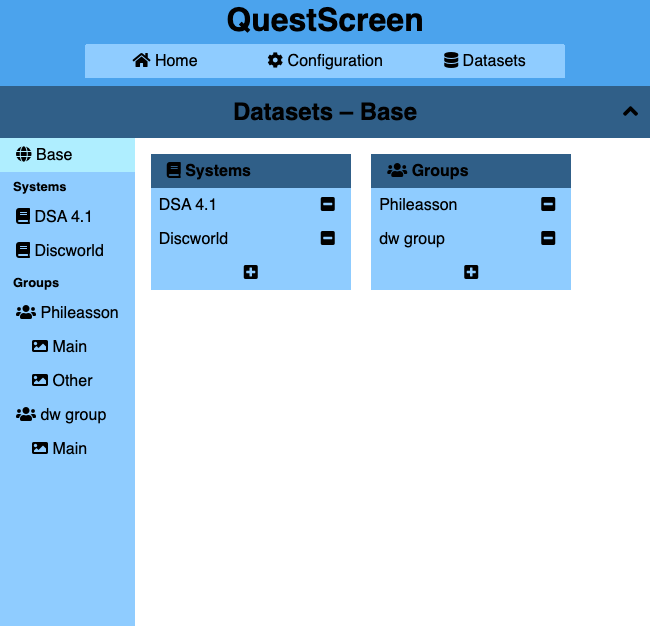 QuestScreen
Home Configuration Datasets
Datasets – Base
Base
Systems
DSA 4.1
Discworld
Groups
Phileasson
Main
Other
dw group
Main
Systems
DSA 4.1
Discworld
Groups
Phileasson
dw group